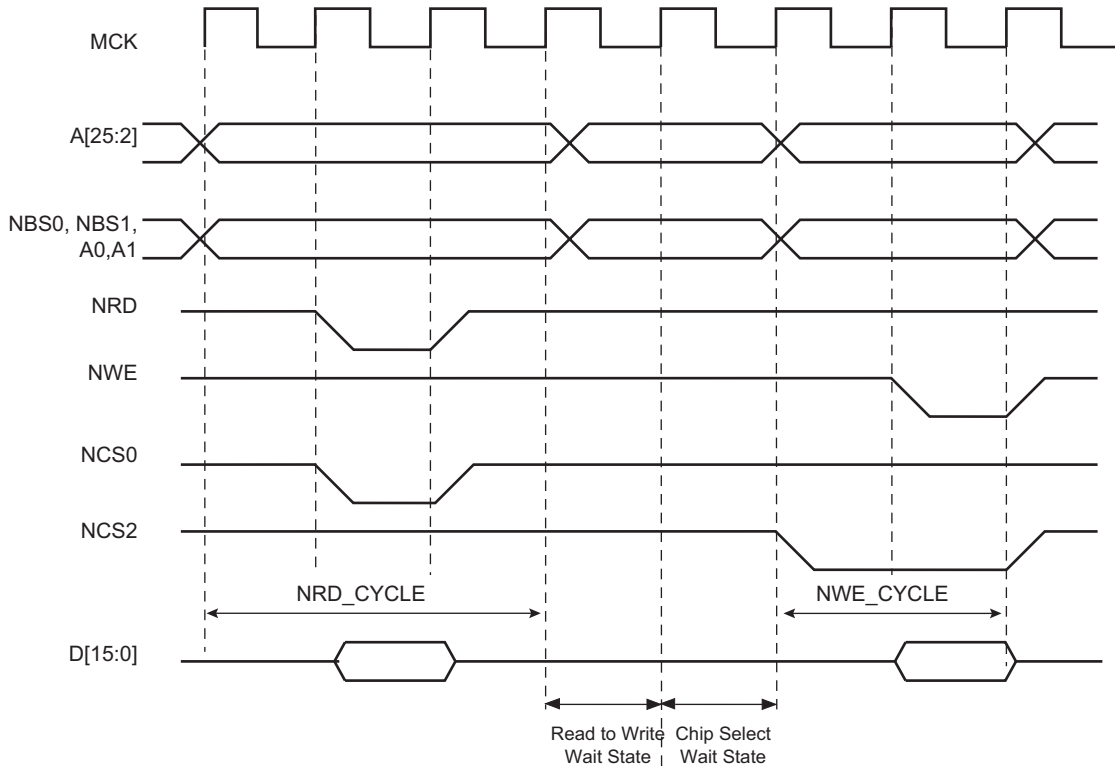 MCK
A[25:2]
NBS0, NBS1,
A0,A1
NRD
NWE
NCS0
NCS2
NRD_CYCLE
NWE_CYCLE
D[15:0]
Read to Write
Wait State
Chip Select
Wait State